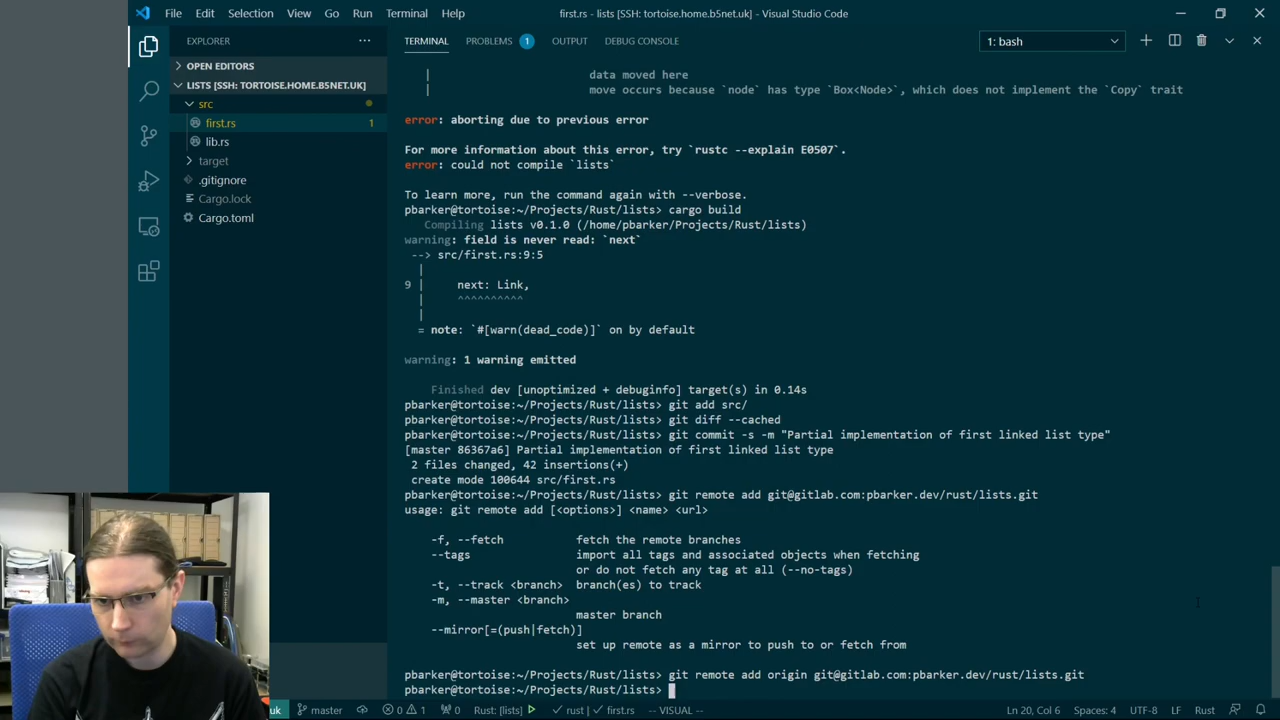 File Edit Selection View Go Run Terminal Help
first.rs - lists [SSH: tortoise.home.b5net.uk] - Visual Studio Code
EXPLORER
OPEN EDITORS
LISTS [SSH: TORTOISE.HOME.B5NET.UK]
src
first.rs 1
lib.rs
target
.gitignore
Cargo.lock
Cargo.toml
TERMINAL PROBLEMS 1 OUTPUT DEBUG CONSOLE
1: bash
| data moved here
| move occurs because `node` has type `Box<Node>`, which does not implement the `Copy` trait
error: aborting due to previous error
For more information about this error, try `rustc --explain E0507`.
error: could not compile `lists`
To learn more, run the command again with --verbose.
pbarker@tortoise:~/Projects/Rust/lists> cargo build
Compiling lists v0.1.0 (/home/pbarker/Projects/Rust/lists)
warning: field is never read: `next`
--> src/first.rs:9:5
|
9 | next: Link,
| ^^^^^^^^^^
|
= note: `#[warn(dead_code)]` on by default
warning: 1 warning emitted
Finished dev [unoptimized + debuginfo] target(s) in 0.14s
pbarker@tortoise:~/Projects/Rust/lists> git add src/
pbarker@tortoise:~/Projects/Rust/lists> git diff --cached
pbarker@tortoise:~/Projects/Rust/lists> git commit -s -m "Partial implementation of first linked list type"
[master 86367a6] Partial implementation of first linked list type
2 files changed, 42 insertions(+)
create mode 100644 src/first.rs
pbarker@tortoise:~/Projects/Rust/lists> git remote add git@gitlab.com:pbarker.dev/rust/lists.git
usage: git remote add [<options>] <name> <url>
-f, --fetch fetch the remote branches
--tags import all tags and associated objects when fetching
or do not fetch any tag at all (--no-tags)
-t, --track <branch> branch(es) to track
-m, --master <branch>
master branch
--mirror[=(push|fetch)]
set up remote as a mirror to push to or fetch from
pbarker@tortoise:~/Projects/Rust/lists> git remote add origin git@gitlab.com:pbarker.dev/rust/lists.git
pbarker@tortoise:~/Projects/Rust/lists>
uk master 0 1 0 Rust: [lists] rust | first.rs -- VISUAL -- Ln 20, Col 6 Spaces: 4 UTF-8 LF Rust